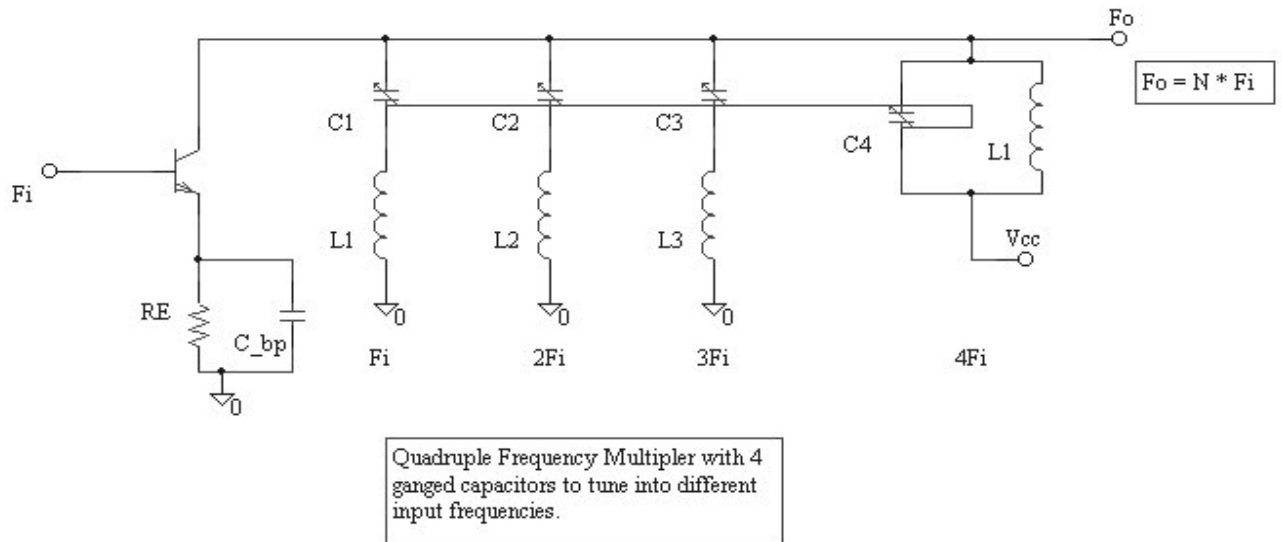 Fo
Fo = N * Fi
C1
C2
C3
C4
L1
Fi
L1
L2
L3
Vcc
RE
C_bp
0
0
0
0
Fi
2Fi
3Fi
4Fi
Quadruple Frequency Multipler with 4
ganged capacitors to tune into different
input frequencies.